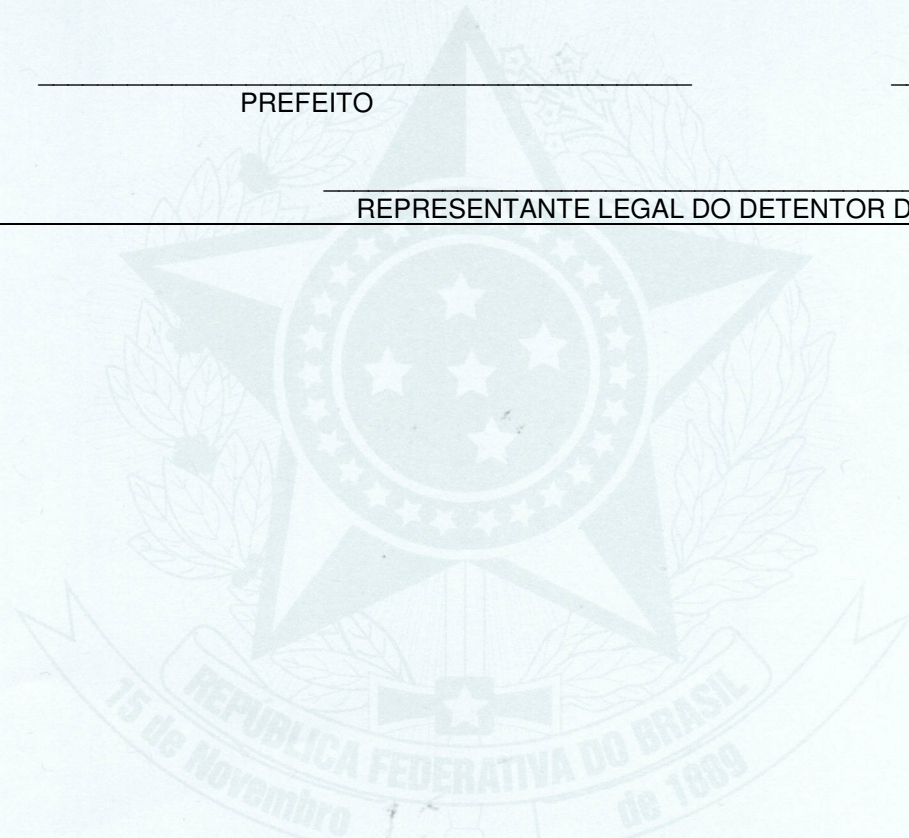 PREFEITO
REPRESENTANTE LEGAL DO DETENTOR D
REPÚBLICA FEDERATIVA DO BRASIL
15 de Novembro de 1889